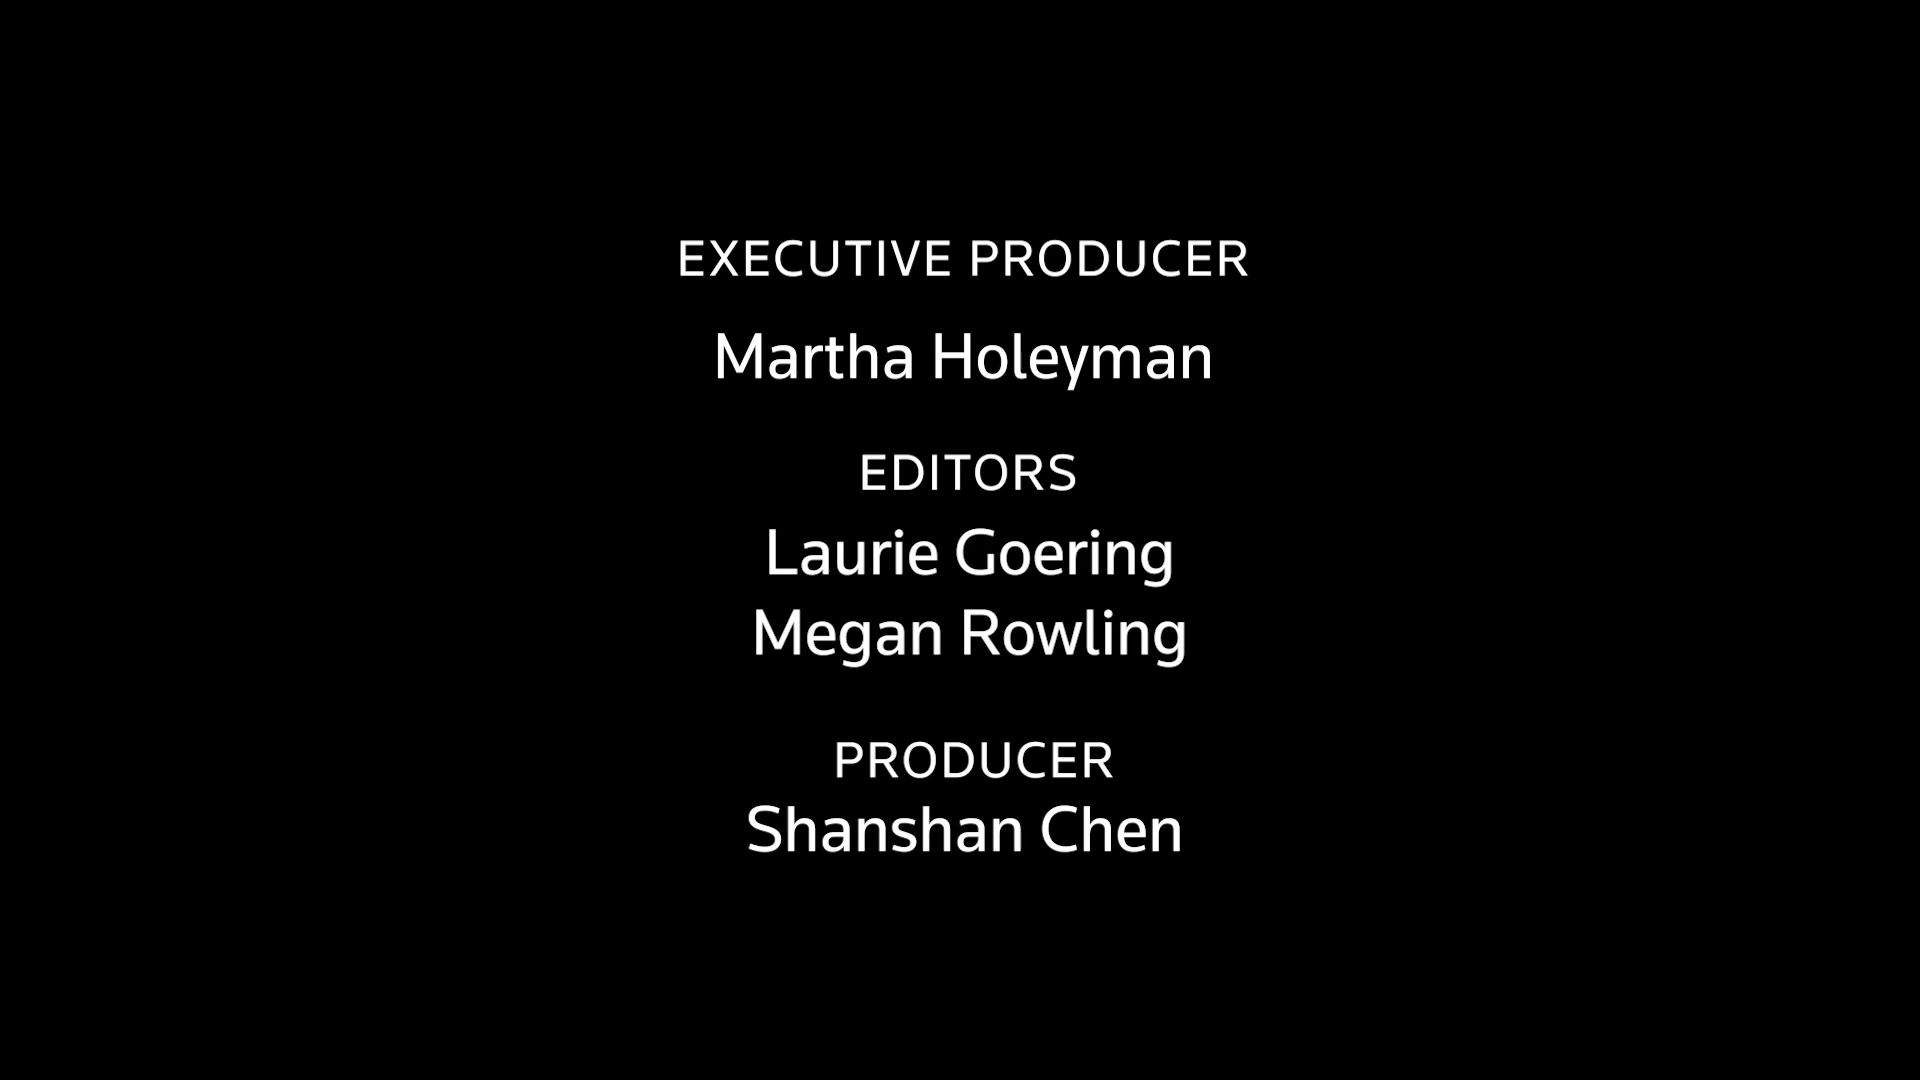 EXECUTIVE PRODUCER
Martha Holeyman
EDITORS
Laurie Goering
Megan Rowling
PRODUCER
Shanshan Chen